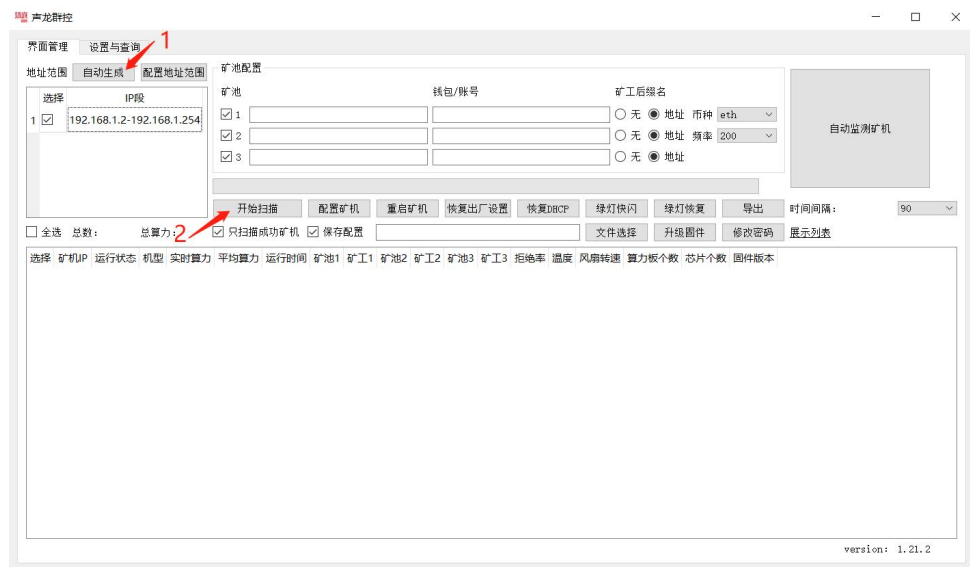 声龙群控
界面管理 设置与查询 1
地址范围 自动生成 配置地址范围
选择 IP段
1 192.168.1.2-192.168.1.254
矿池配置
矿池 钱包/账号 矿工后缀名
1 无 地址 币种 eth
2 无 地址 频率 200
3 无 地址
自动监测矿机
2 开始扫描 配置矿机 重启矿机 恢复出厂设置 恢复DHCP 绿灯快闪 绿灯恢复 导出 时间间隔: 90
全选 总数: 总算力: 只扫描成功矿机 保存配置 文件选择 升级固件 修改密码 展示列表
选择 矿机IP 运行状态 机型 实时算力 平均算力 运行时间 矿池1 矿工1 矿池2 矿工2 矿池3 矿工3 拒绝率 温度 风扇转速 算力板个数 芯片个数 固件版本
version: 1.21.2